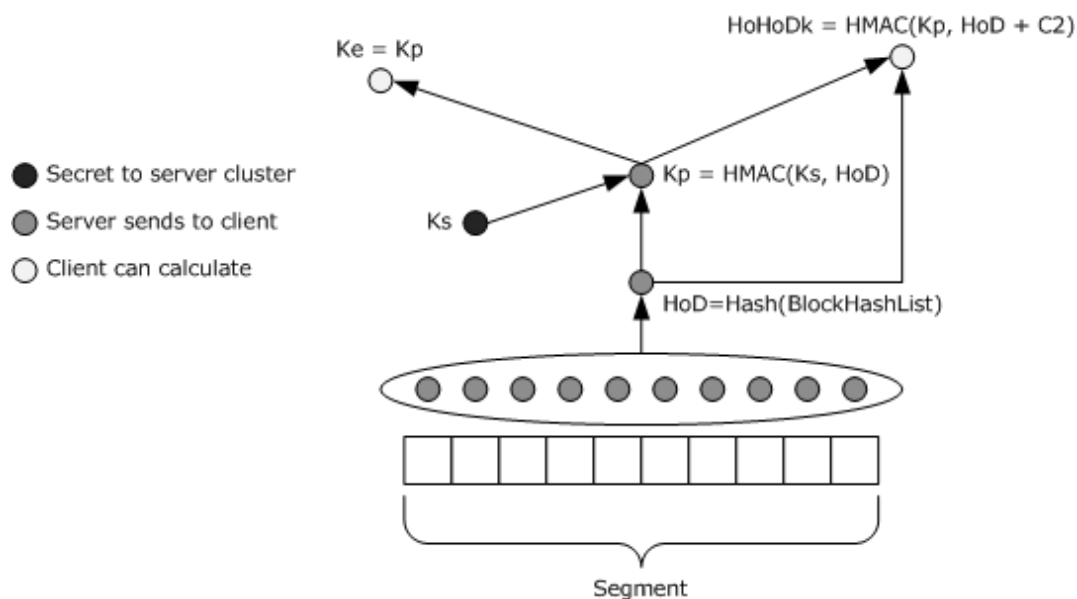 HoHoDk = HMAC(Kp, HoD + C2)
Ke = Kp
Secret to server cluster
Kp = HMAC(Ks, HoD)
Server sends to client
Ks
Client can calculate
HoD=Hash(BlockHashList)
Segment